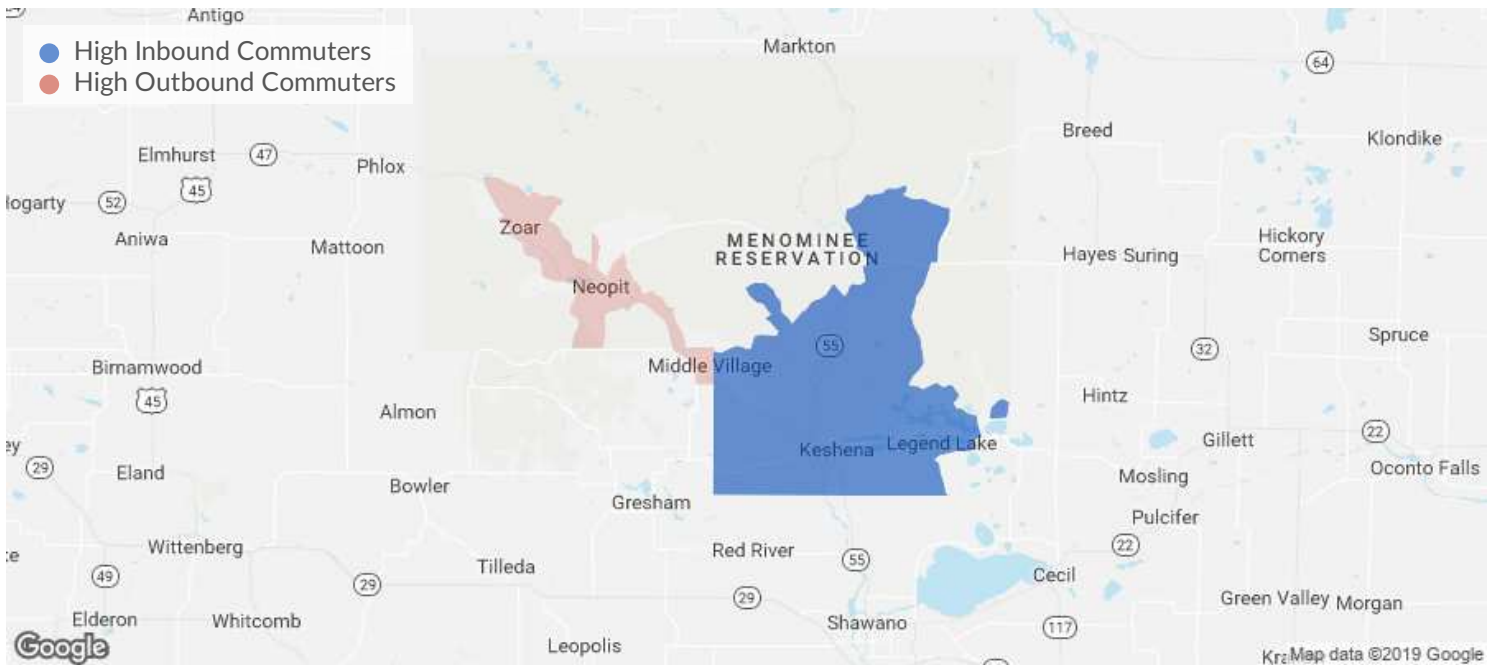 Antigo
High Inbound Commuters
High Outbound Commuters
Markton
64
Breed
Klondike
Elmhurst
47
Phlox
45
52
Zoar
Aniwa
Mattoon
MENOMINEE
RESERVATION
Hayes
Suring
Hickory
Corners
Neopit
Spruce
55
32
Middle Village
Birnamwood
45
Hintz
Almon
22
Gillett
Keshena
Legend Lake
29
Eland
Oconto Falls
Mosling
Bowler
Gresham
Pulcifer
Wittenberg
22
Red River
55
Tilleda
Cecil
49
29
29
Green Valley
Morgan
Elderon
Whitcomb
Shawano
117
Leopolis
Google
Map data ©2019 Google